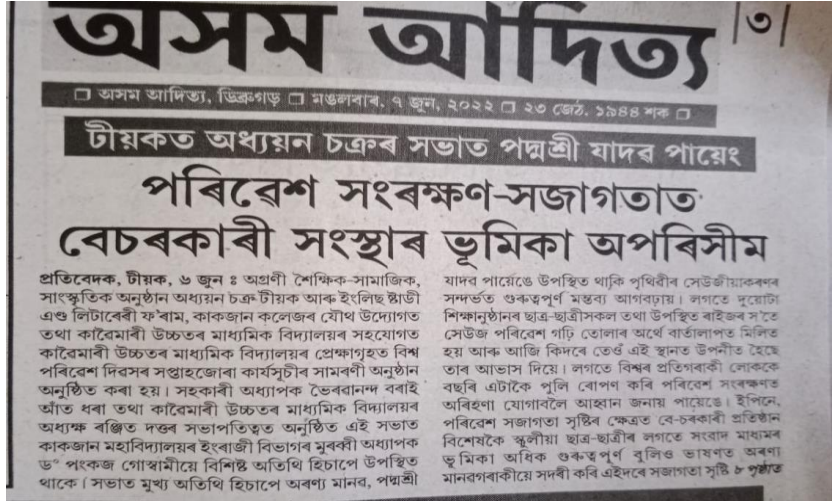 অসম আদিত্য
|৩|
□ অসম আদিত্য, ডিব্ৰুগড় □ মঙলবাৰ, ৭ জুন, ২০২২ □ ২৩ জেঠ, ১৯৪৪ শক □
টীয়কত অধ্যয়ন চক্ৰৰ সভাত পদ্মশ্ৰী যাদৱ পায়েং
পৰিৱেশ সংৰক্ষণ-সজাগতাত
বেচৰকাৰী সংস্থাৰ ভূমিকা অপৰিসীম
প্ৰতিবেদক, টীয়ক, ৬ জুন ঃ অগ্ৰণী শৈক্ষিক-সামাজিক,
সাংস্কৃতিক অনুষ্ঠান অধ্যয়ন চক্ৰ টীয়ক আৰু ইংলিছ ষ্টাডী
এণ্ড লিটাৰেৰী ফ'ৰাম, কাকজান কলেজৰ যৌথ উদ্যোগত
তথা কাৱৈমাৰী উচ্চতৰ মাধ্যমিক বিদ্যালয়ৰ সহযোগত
কাৱৈমাৰী উচ্চতৰ মাধ্যমিক বিদ্যালয়ৰ প্ৰেক্ষাগৃহত বিশ্ব
পৰিৱেশ দিৱসৰ সপ্তাহজোৰা কাৰ্যসূচীৰ সামৰণী অনুষ্ঠান
অনুষ্ঠিত কৰা হয়। সহকাৰী অধ্যাপক ভৈৰৱানন্দ বৰাই
আঁত ধৰা তথা কাৱৈমাৰী উচ্চতৰ মাধ্যমিক বিদ্যালয়ৰ
অধ্যক্ষ ৰঞ্জিত দত্তৰ সভাপতিত্বত অনুষ্ঠিত এই সভাত
কাকজান মহাবিদ্যালয়ৰ ইংৰাজী বিভাগৰ মুৰব্বী অধ্যাপক
ড° পংকজ গোস্বামীয়ে বিশিষ্ট অতিথি হিচাপে উপস্থিত
থাকে। সভাত মুখ্য অতিথি হিচাপে অৰণ্য মানৱ, পদ্মশ্ৰী
যাদৱ পায়েঙে উপস্থিত থাকি পৃথিৱীৰ সেউজীয়াকৰণৰ
সন্দৰ্ভত গুৰুত্বপূৰ্ণ মন্তব্য আগবঢ়ায়। লগতে দুয়োটা
শিক্ষানুষ্ঠানৰ ছাত্ৰ-ছাত্ৰীসকল তথা উপস্থিত ৰাইজৰ স'তে
সেউজ পৰিৱেশ গঢ়ি তোলাৰ অৰ্থে বাৰ্তালাপত মিলিত
হয় আৰু আজি কিদৰে তেওঁ এই স্থানত উপনীত হৈছে
তাৰ আভাস দিয়ে। লগতে বিশ্বৰ প্ৰতিগৰাকী লোককে
বছৰি এটাকৈ পুলি ৰোপণ কৰি পৰিৱেশ সংৰক্ষণত
অৰিহণা যোগাবলৈ আহ্বান জনায় পায়েঙে। ইপিনে,
পৰিৱেশ সজাগতা সৃষ্টিৰ ক্ষেত্ৰত বে-চৰকাৰী প্ৰতিষ্ঠান
বিশেষকৈ স্কুলীয়া ছাত্ৰ-ছাত্ৰীৰ লগতে সংবাদ মাধ্যমৰ
ভূমিকা অধিক গুৰুত্বপূৰ্ণ বুলিও ভাষণত অৰণ্য
মানৱগৰাকীয়ে সদৰী কৰি এইদৰে সজাগতা সৃষ্টি ৮ পৃষ্ঠাত